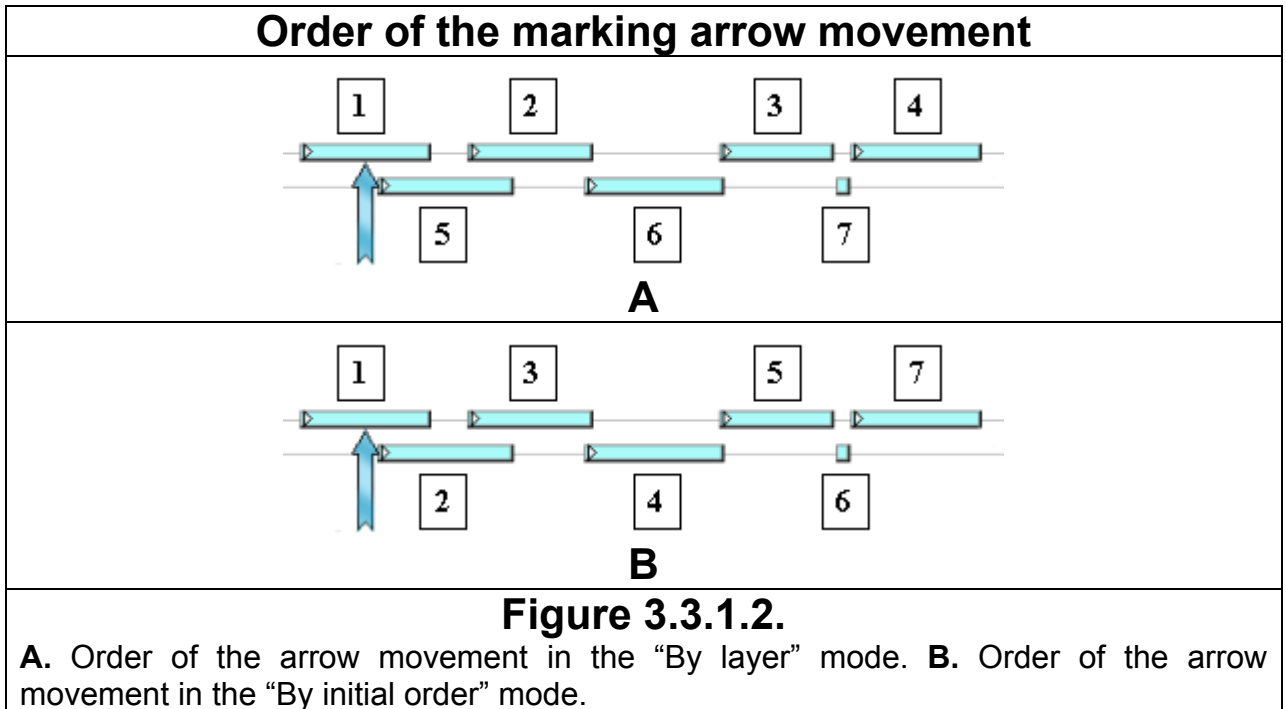 Order of the marking arrow movement
1 2 3 4
5 6 7
A
1 3 5 7
2 4 6
B
Figure 3.3.1.2.
A. Order of the arrow movement in the “By layer” mode. B. Order of the arrow
movement in the “By initial order” mode.